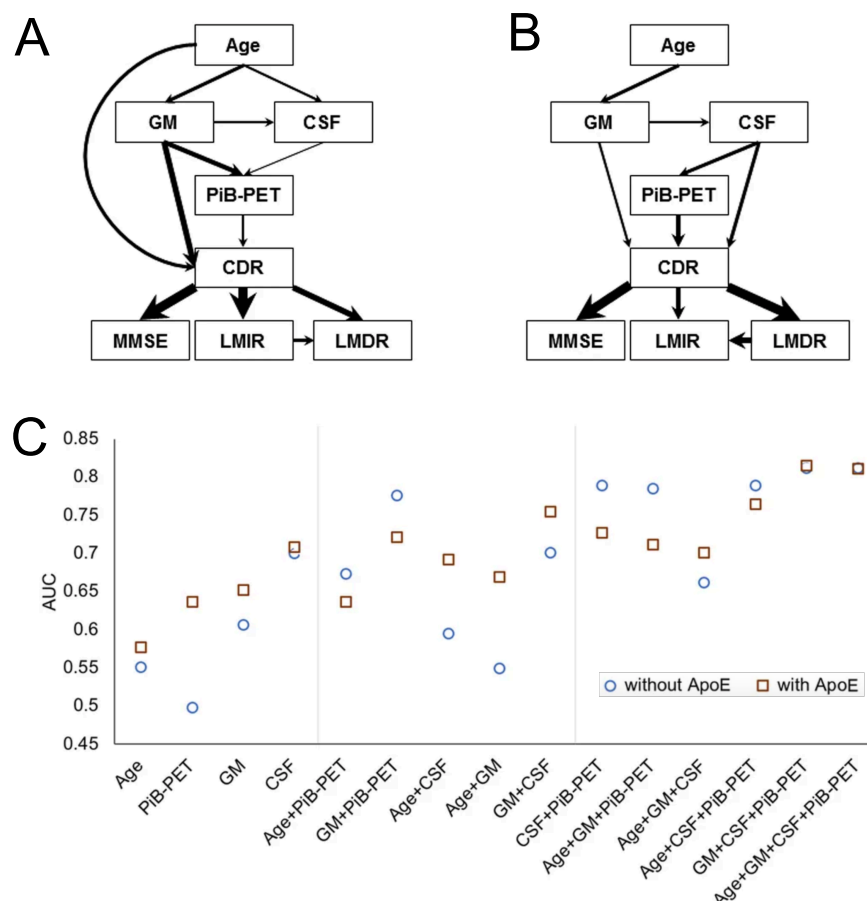 A
Age
GM
CSF
PiB-PET
CDR
MMSE
LMIR
LMDR
B
Age
GM
CSF
PiB-PET
CDR
MMSE
LMIR
LMDR
C
0.85
0.8
0.75
0.7
0.65
0.6
0.55
0.5
0.45
AUC
without ApoE
with ApoE
Age
PiB-PET
GM
CSF
Age+PiB-PET
GM+PiB-PET
Age+CSF
Age+GM
GM+CSF
CSF+PiB-PET
Age+GM+PiB-PET
Age+GM+CSF
Age+CSF+PiB-PET
GM+CSF+PiB-PET
Age+GM+CSF+PiB-PET